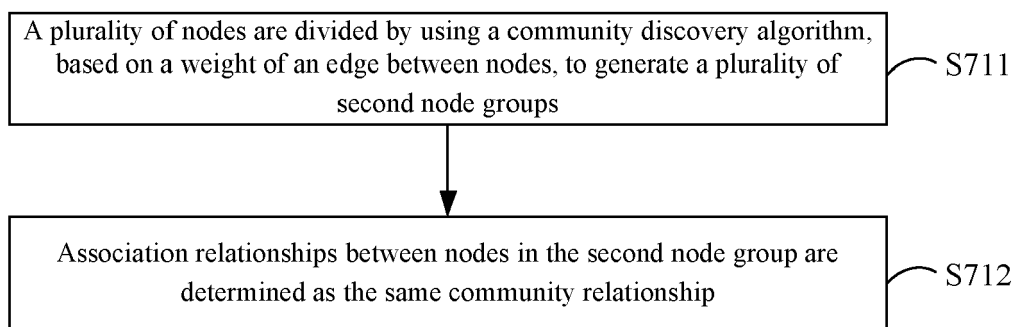 A plurality of nodes are divided by using a community discovery algorithm,
based on a weight of an edge between nodes, to generate a plurality of
second node groups
S711
Association relationships between nodes in the second node group are
determined as the same community relationship
S712